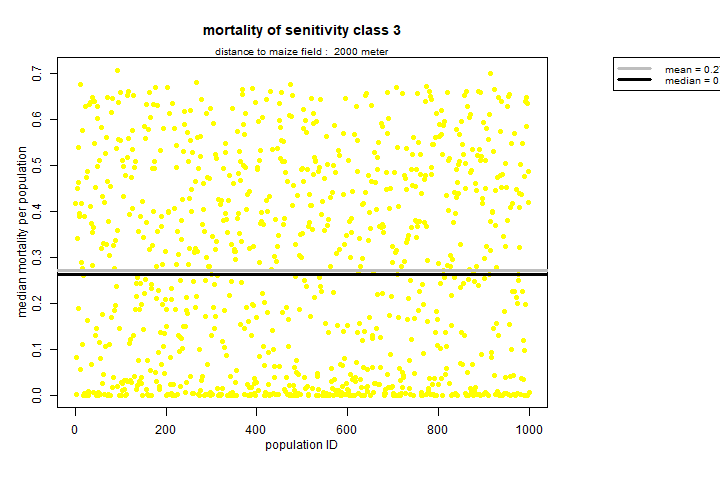 mortality of senitivity class 3
distance to maize field :  2000 meter
mean = 0.2
median = 0
median mortality per population
0.7
0.6
0.5
0.4
0.3
0.2
0.1
0.0
0
200
400
600
800
1000
population ID